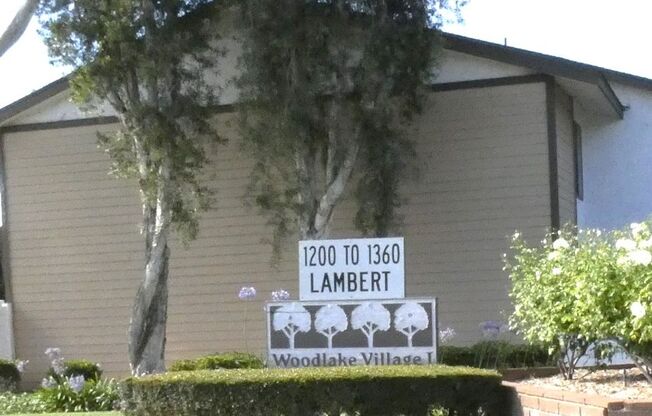 1200 TO 1360
LAMBERT
Woodlake Village I